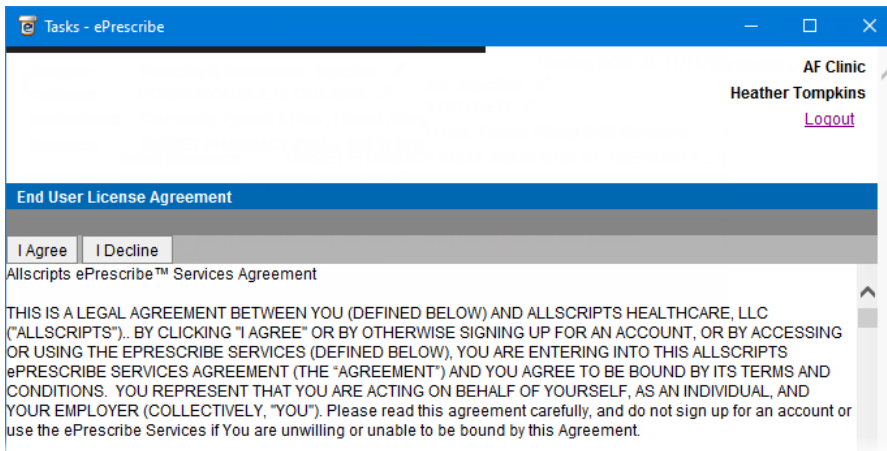 Tasks - ePrescribe
AF Clinic
Heather Tompkins
Logout
End User License Agreement
I Agree I Decline
Allscripts ePrescribe™ Services Agreement
THIS IS A LEGAL AGREEMENT BETWEEN YOU (DEFINED BELOW) AND ALLSCRIPTS HEALTHCARE, LLC
("ALLSCRIPTS").. BY CLICKING "I AGREE" OR BY OTHERWISE SIGNING UP FOR AN ACCOUNT, OR BY ACCESSING
OR USING THE EPRESCRIBE SERVICES (DEFINED BELOW), YOU ARE ENTERING INTO THIS ALLSCRIPTS
ePRESCRIBE SERVICES AGREEMENT (THE “AGREEMENT”) AND YOU AGREE TO BE BOUND BY ITS TERMS AND
CONDITIONS. YOU REPRESENT THAT YOU ARE ACTING ON BEHALF OF YOURSELF, AS AN INDIVIDUAL, AND
YOUR EMPLOYER (COLLECTIVELY, "YOU"). Please read this agreement carefully, and do not sign up for an account or
use the ePrescribe Services if You are unwilling or unable to be bound by this Agreement.